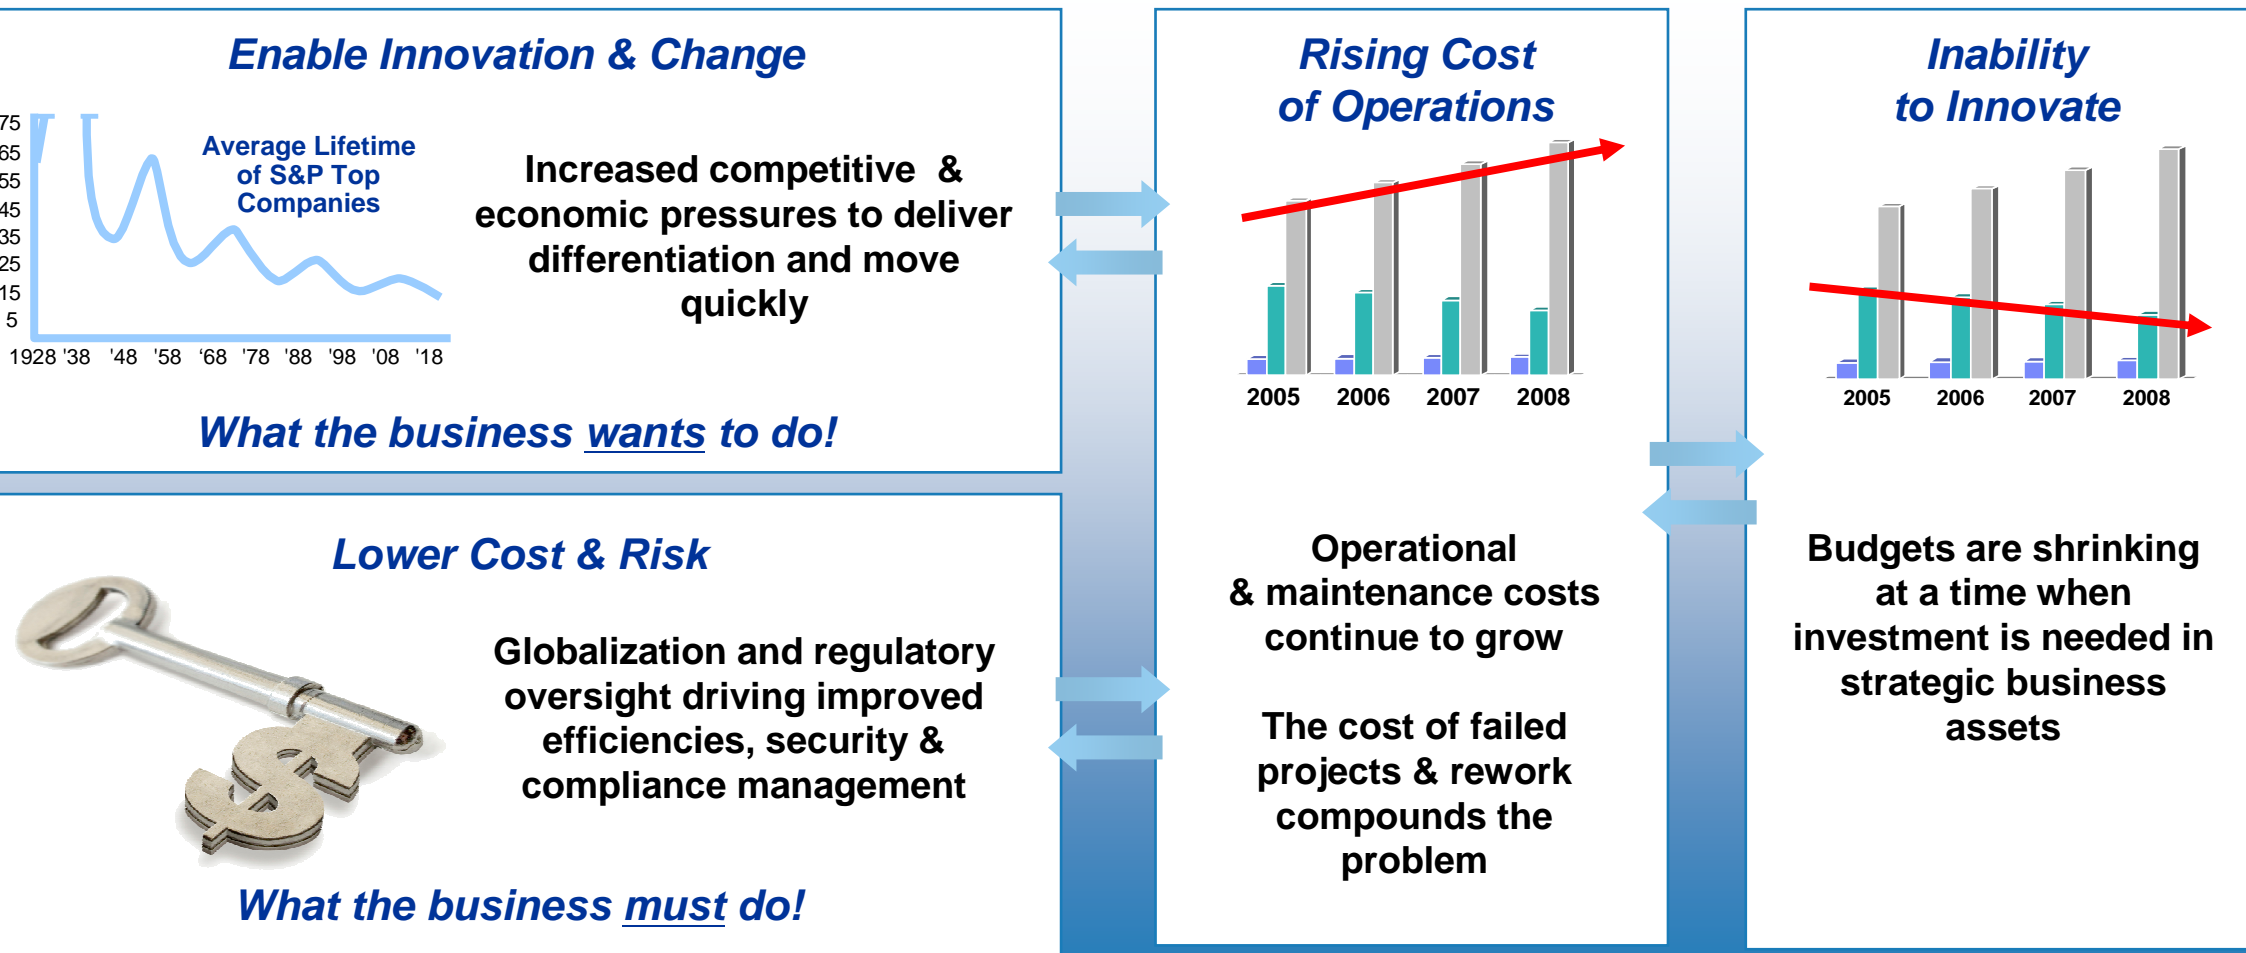 Enable Innovation & Change
75
65
55
45
35
25
15
5
Average Lifetime
of S&P Top
Companies
1928 '38 '48 '58 ‘68 '78 '88 '98 '08 '18
Increased competitive &
economic pressures to deliver
differentiation and move
quickly
What the business wants to do!
Lower Cost & Risk
Globalization and regulatory
oversight driving improved
efficiencies, security &
compliance management
What the business must do!
Rising Cost
of Operations
2005 2006 2007 2008
Operational
& maintenance costs
continue to grow
The cost of failed
projects & rework
compounds the
problem
Inability
to Innovate
2005 2006 2007 2008
Budgets are shrinking
at a time when
investment is needed in
strategic business
assets